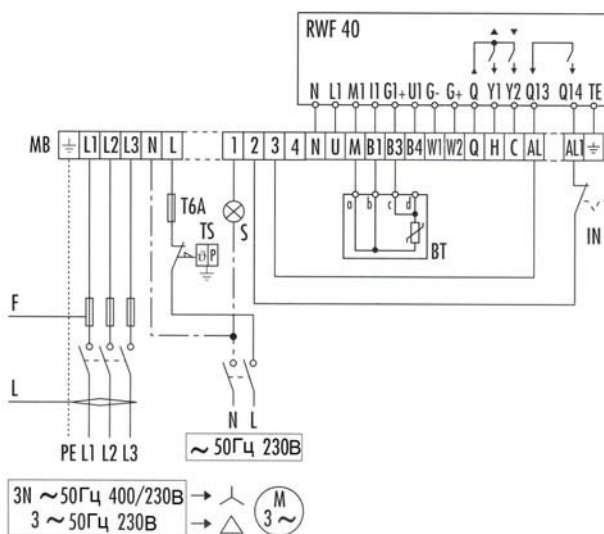 RWF 40
N L1 M1 I1 G1+ U1 G- G+ Q Y1 Y2 Q13 Q14 TE
MB L1 L2 L3 N L 1 2 3 4 N U M B1 B3 B4 W1 W2 Q H C AL AL1
T6A
TS
S
ϑ P
a b c d
BT
IN
F
L
N L
PE L1 L2 L3
~ 50Гц 230В
3N ~50Гц 400/230В
3 ~50Гц 230В
M
3 ~